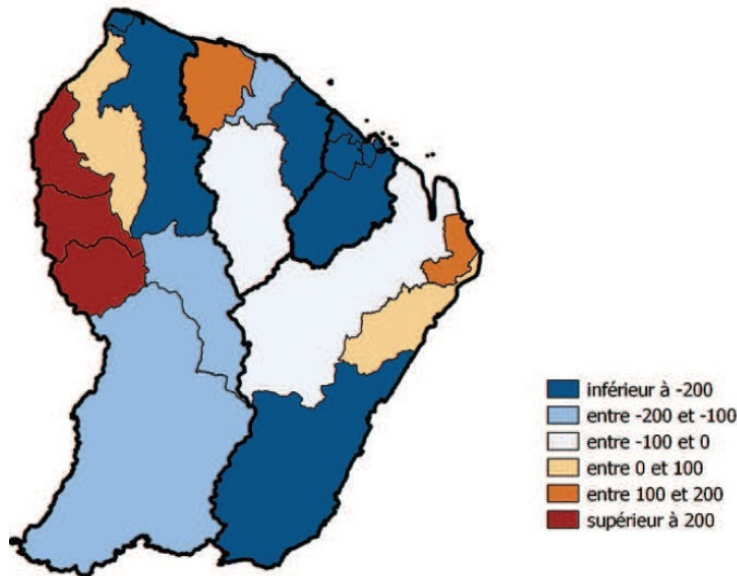 inférieur à -200
entre -200 et -100
entre -100 et 0
entre 0 et 100
entre 100 et 200
supérieur à 200